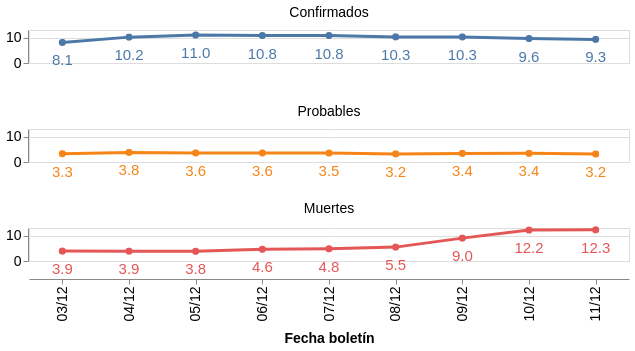 Confirmados
10
0
8.1 10.2 11.0 10.8 10.8 10.3 10.3 9.6 9.3
Probables
10
0
3.3 3.8 3.6 3.6 3.5 3.2 3.4 3.4 3.2
Muertes
10
0
3.9 3.9 3.8 4.6 4.8 5.5 9.0 12.2 12.3
03/12 04/12 05/12 06/12 07/12 08/12 09/12 10/12 11/12
Fecha boletín